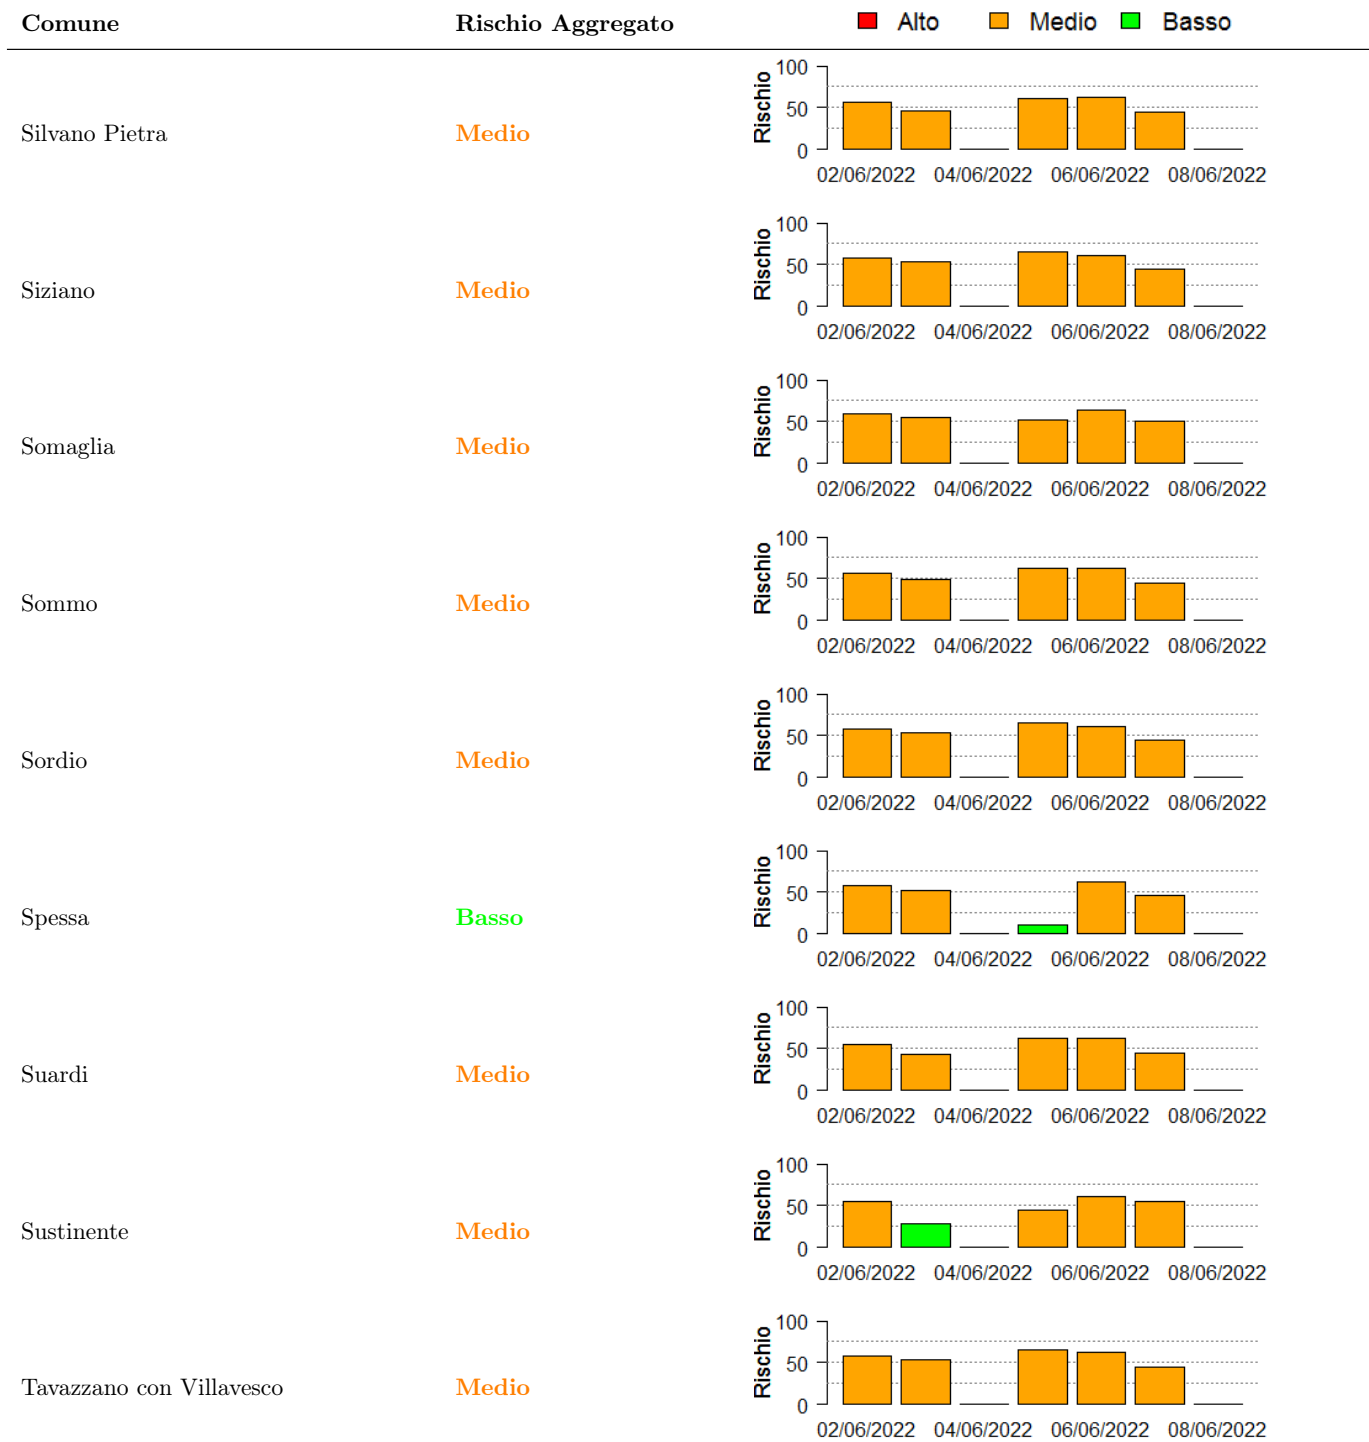 Comune Rischio Aggregato Alto Medio Basso
Silvano Pietra Medio
Rischio
100
50
0
02/06/2022 04/06/2022 06/06/2022 08/06/2022
Siziano Medio
Rischio
100
50
0
02/06/2022 04/06/2022 06/06/2022 08/06/2022
Somaglia Medio
Rischio
100
50
0
02/06/2022 04/06/2022 06/06/2022 08/06/2022
Sommo Medio
Rischio
100
50
0
02/06/2022 04/06/2022 06/06/2022 08/06/2022
Sordio Medio
Rischio
100
50
0
02/06/2022 04/06/2022 06/06/2022 08/06/2022
Spessa Basso
Rischio
100
50
0
02/06/2022 04/06/2022 06/06/2022 08/06/2022
Suardi Medio
Rischio
100
50
0
02/06/2022 04/06/2022 06/06/2022 08/06/2022
Sustinente Medio
Rischio
100
50
0
02/06/2022 04/06/2022 06/06/2022 08/06/2022
Tavazzano con Villavesco Medio
Rischio
100
50
0
02/06/2022 04/06/2022 06/06/2022 08/06/2022